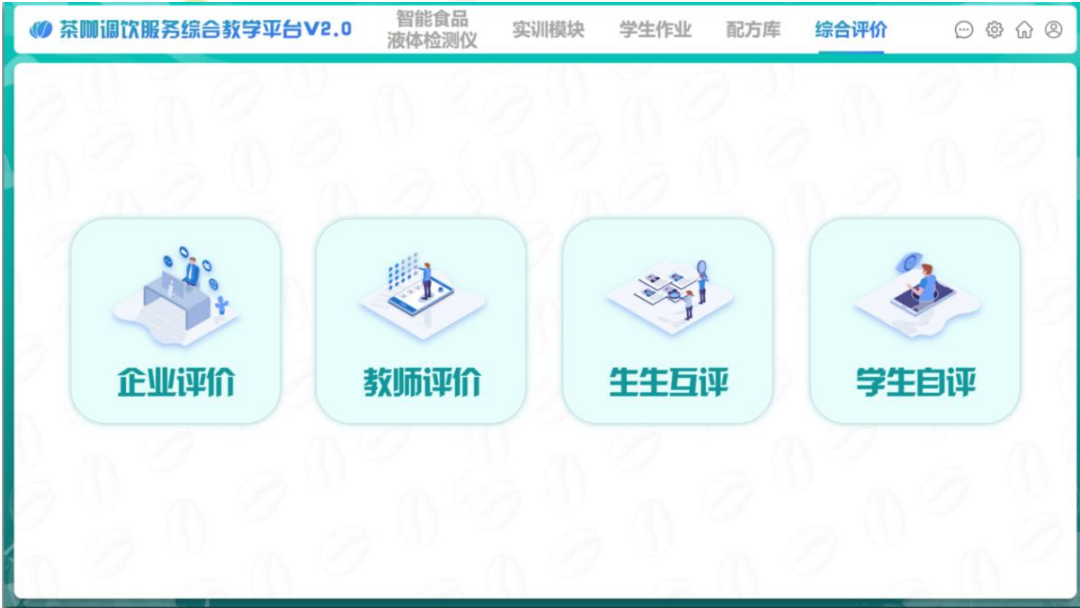 茶咖调饮服务综合教学平台V2.0
智能食品
液体检测仪
实训模块
学生作业
配方库
综合评价
企业评价
教师评价
生生互评
学生自评